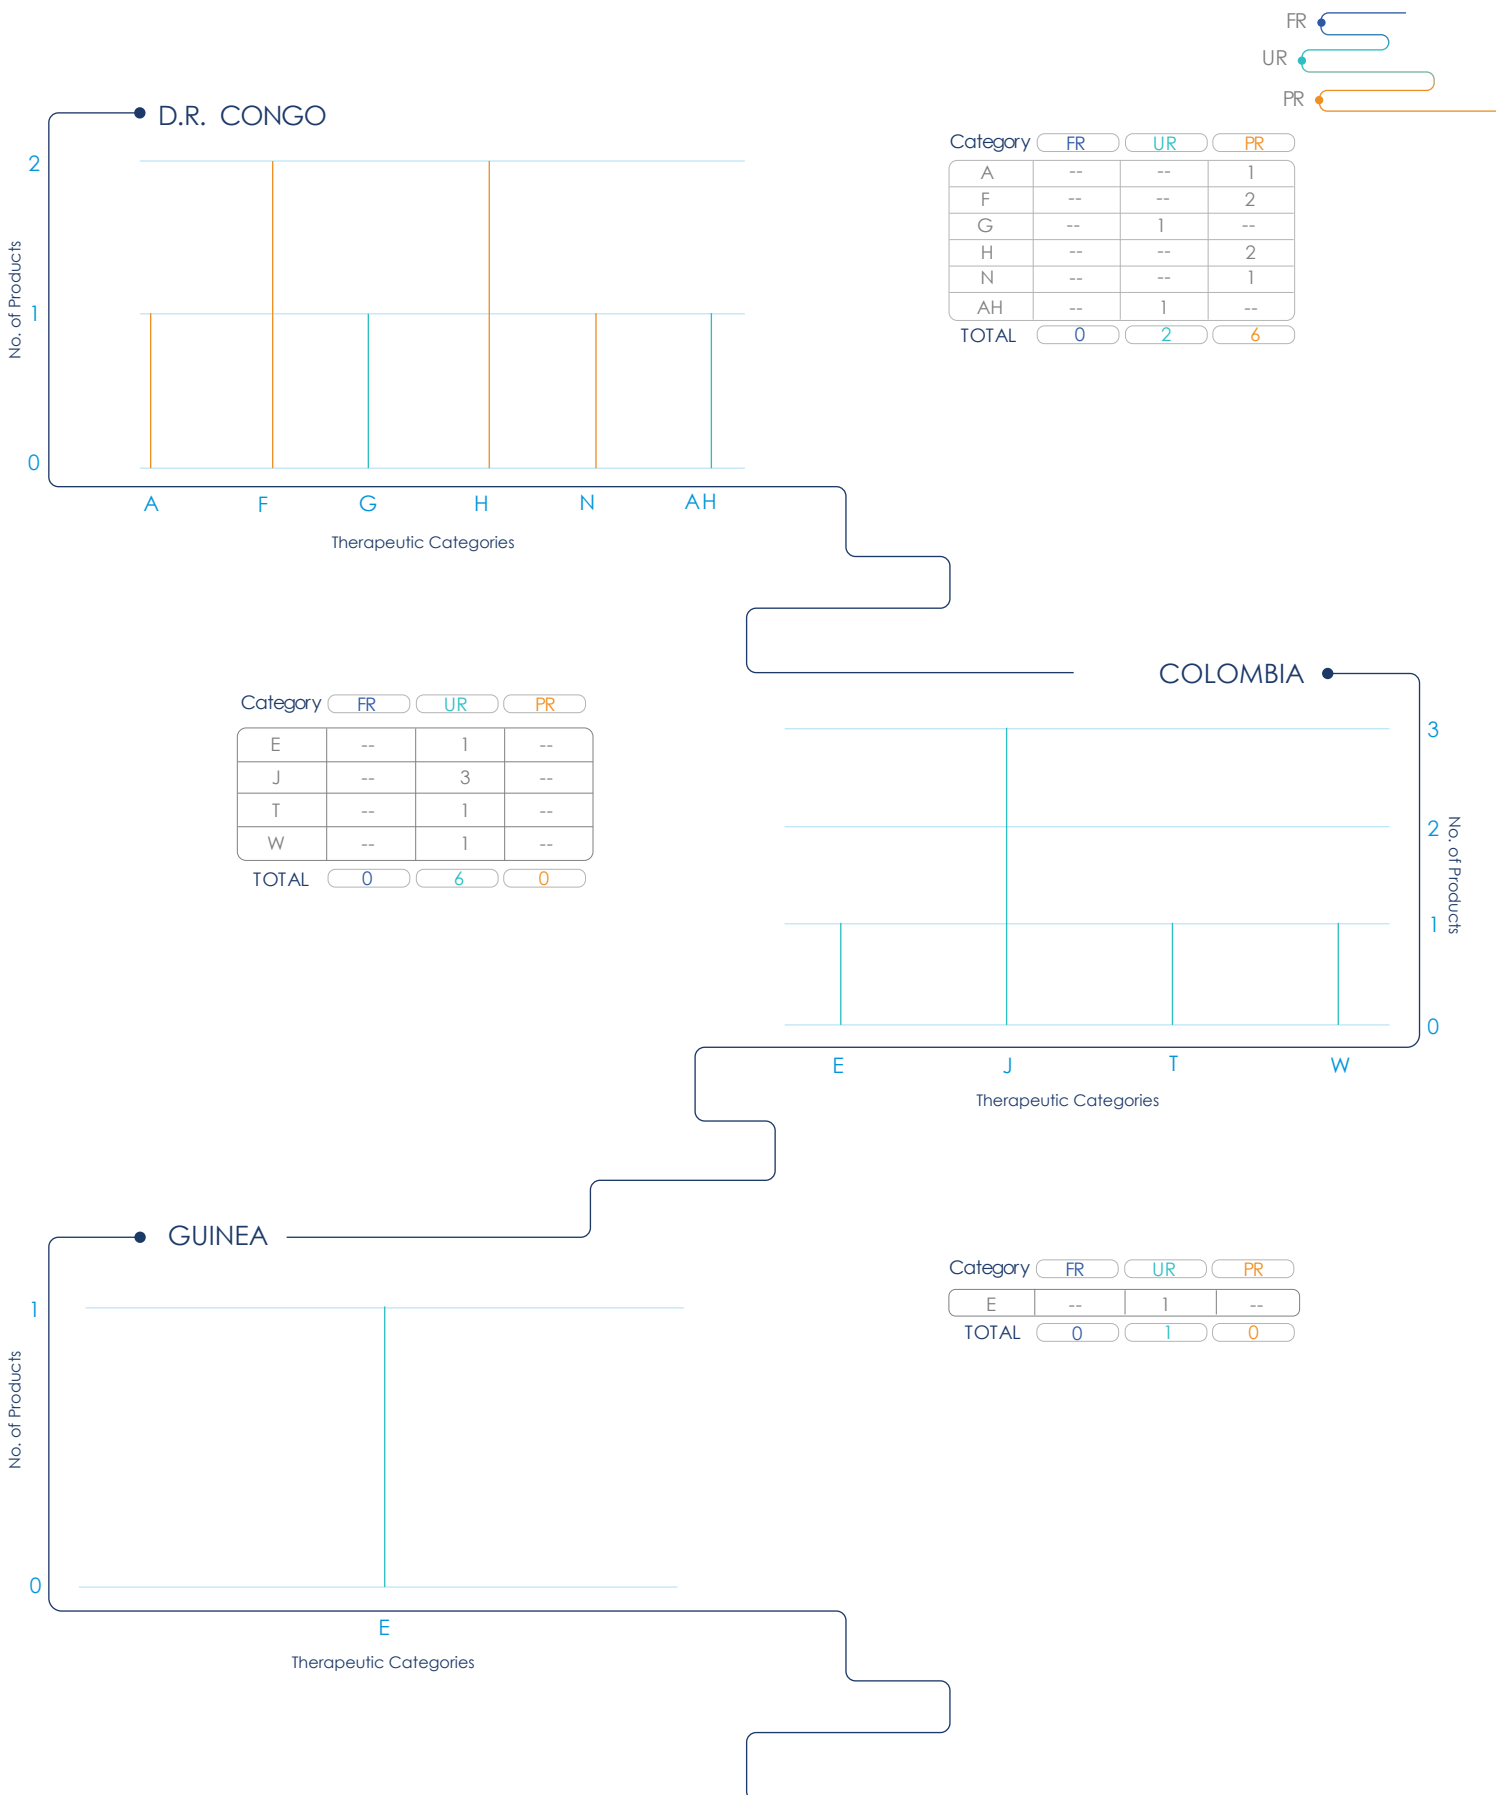 FR
UR
PR
D.R. CONGO
2
1
0
No. of Products
A F G H N AH
Therapeutic Categories
Category FR UR PR
A -- -- 1
F -- -- 2
G -- 1 --
H -- -- 2
N -- -- 1
AH -- 1 --
TOTAL 0 2 6
COLOMBIA
Category FR UR PR
E -- 1 --
J -- 3 --
T -- 1 --
W -- 1 --
TOTAL 0 6 0
3
2
1
0
No. of Products
E J T W
Therapeutic Categories
GUINEA
1
0
No. of Products
E
Therapeutic Categories
Category FR UR PR
E -- 1 --
TOTAL 0 1 0